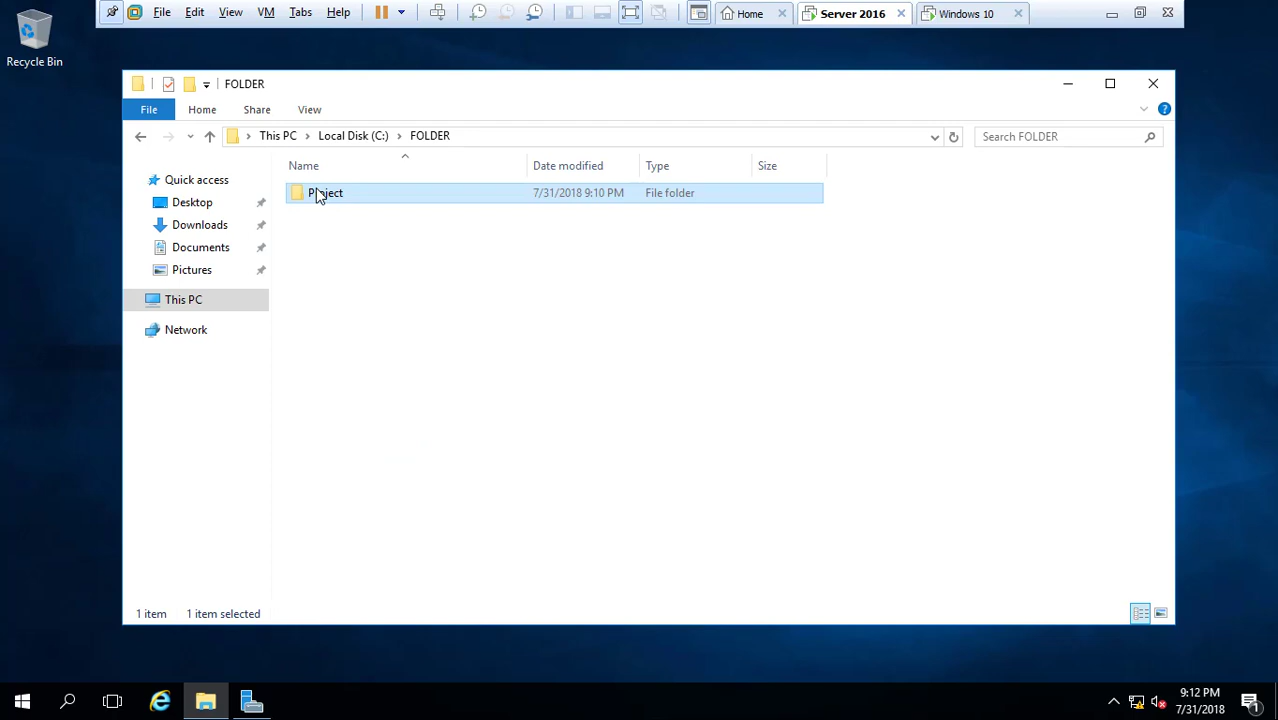 File Edit View VM Tabs Help Home Server 2016 Windows 10
Recycle Bin
FOLDER
File Home Share View
This PC Local Disk (C:) FOLDER Search FOLDER
Name Date modified Type Size
Quick access
Desktop
Downloads
Documents
Pictures
This PC
Network
Project 7/31/2018 9:10 PM File folder
1 item 1 item selected
9:12 PM
7/31/2018
1